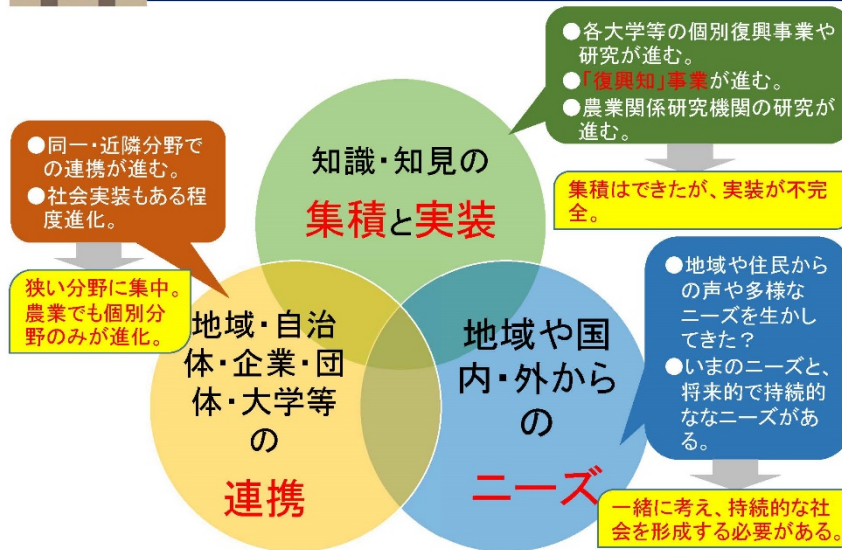 ●各大学等の個別復興事業や
研究が進む。
●「復興知」事業が進む。
●農業関係研究機関の研究が
進む。
集積はできたが、実装が不完
全。
知識・知見の
集積と実装
●同一・近隣分野で
の連携が進む。
●社会実装もある程
度進化。
狭い分野に集中。
農業でも個別分
野のみが進化。
地域・自治
体・企業・団
体・大学等
の
連携
地域や国
内・外から
の
ニーズ
●地域や住民から
の声や多様な
ニーズを生かし
てきた？
●いまのニーズと、
将来的で持続的
なニーズがあ
る。
一緒に考え、持続的な社
会を形成する必要がある。